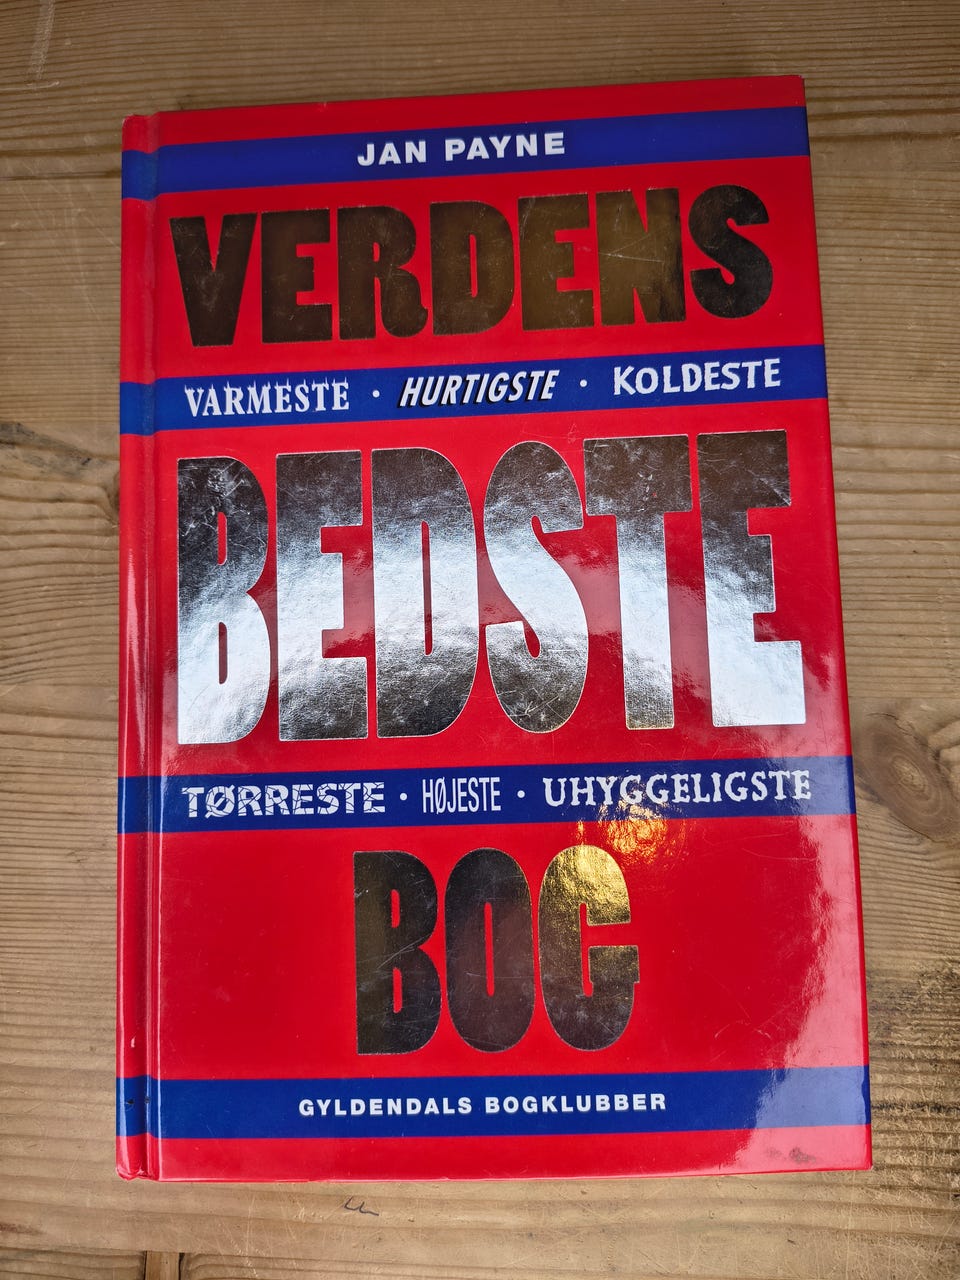 JAN PAYNE
VERDENS
VARMESTE · HURTIGSTE · KOLDESTE
BEDSTE
TØRRESTE · HØJESTE · UHYGGELIGSTE
BOG
GYLDENDALS BOGKLUBBER